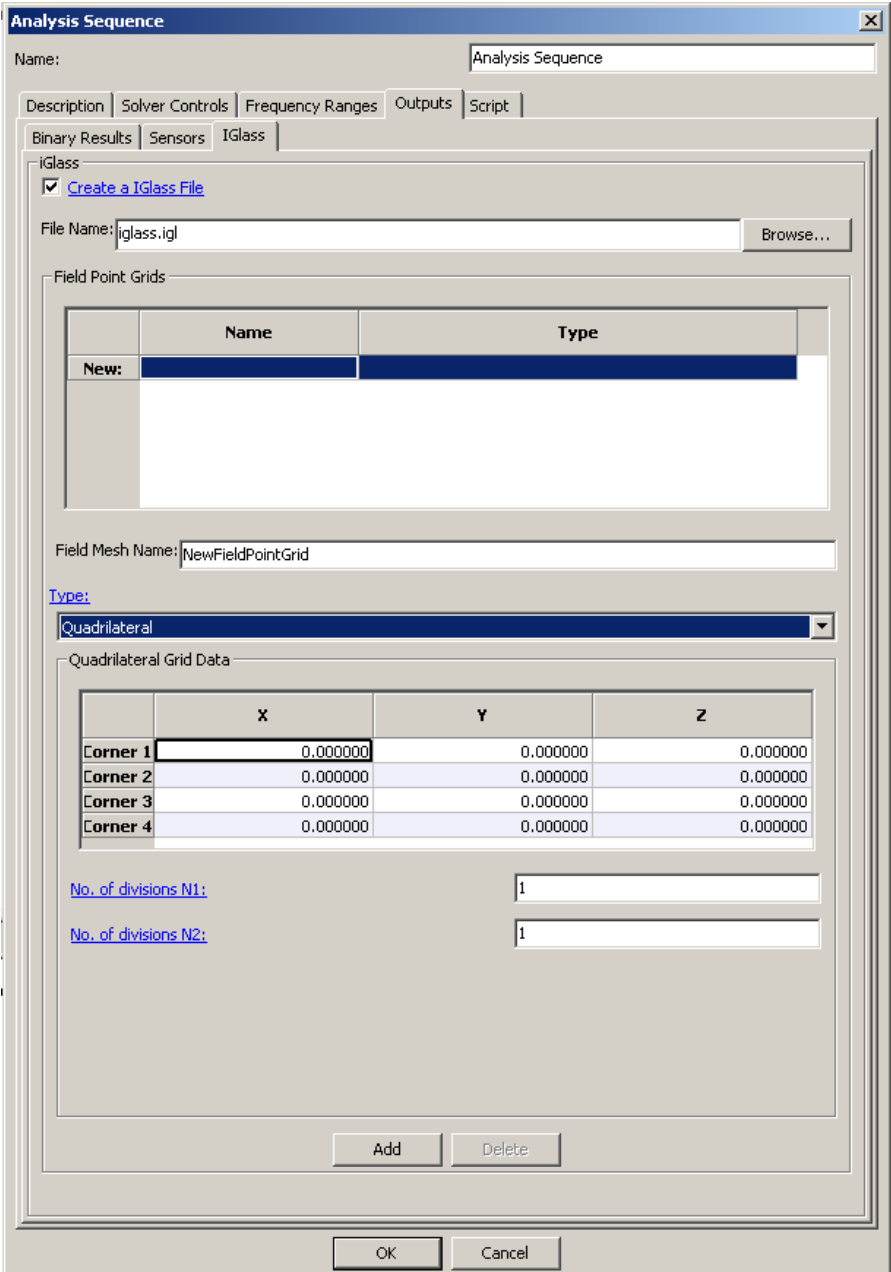 Analysis Sequence
Name: Analysis Sequence
Description Solver Controls Frequency Ranges Outputs Script
Binary Results Sensors IGlass
iGlass
Create a IGlass File
File Name: iglass.igl Browse...
Field Point Grids
Name Type
New:
Field Mesh Name: NewFieldPointGrid
Type:
Quadrilateral
Quadrilateral Grid Data
X Y Z
Corner 1 0.000000 0.000000 0.000000
Corner 2 0.000000 0.000000 0.000000
Corner 3 0.000000 0.000000 0.000000
Corner 4 0.000000 0.000000 0.000000
No. of divisions N1: 1
No. of divisions N2: 1
Add Delete
OK Cancel